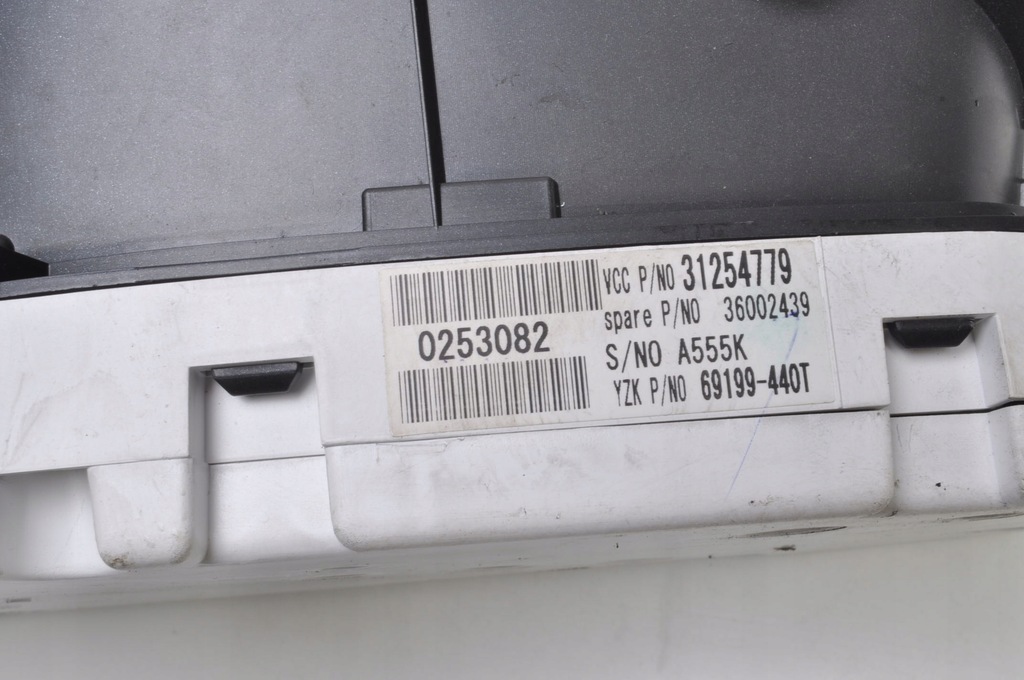 0253082
VCC P/NO 31254779
spare P/NO 36002439
S/NO A555K
YZK P/NO 69199-440T